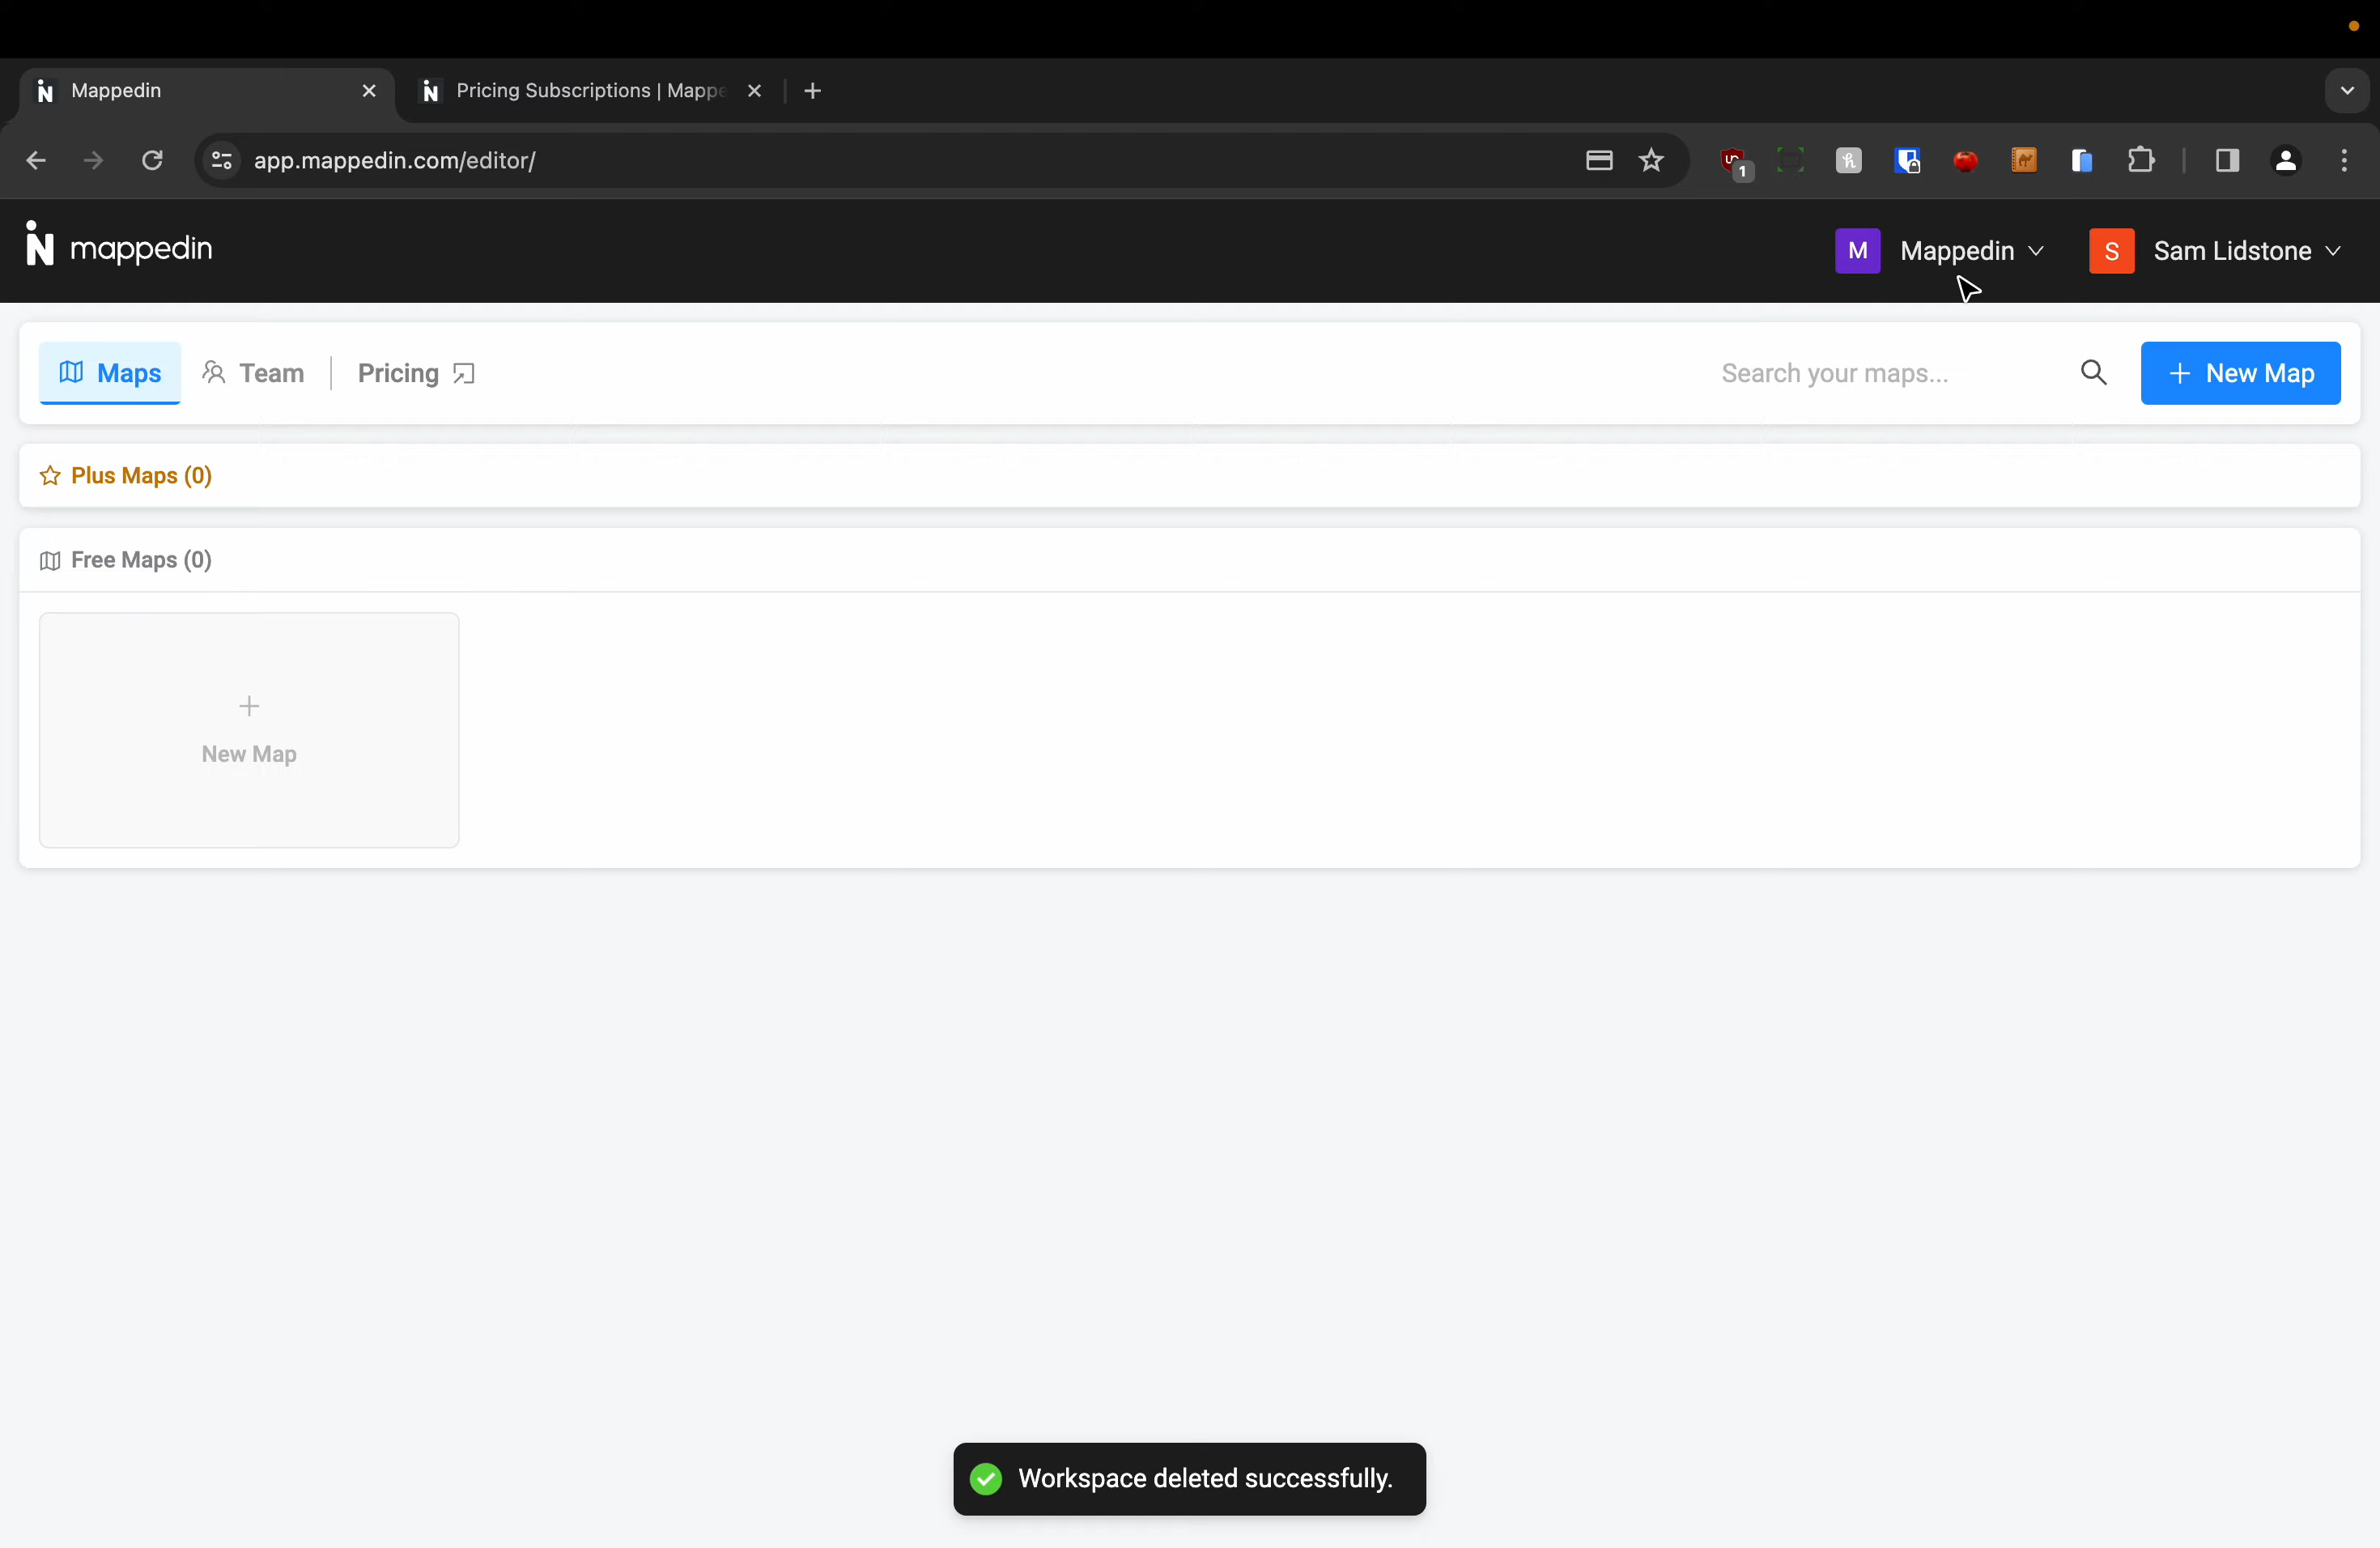 Mappedin
Pricing Subscriptions | Mappe
app.mappedin.com/editor/
1
mappedin
M Mappedin
S Sam Lidstone
Maps
Team
Pricing
Search your maps...
New Map
Plus Maps (0)
Free Maps (0)
New Map
Workspace deleted successfully.